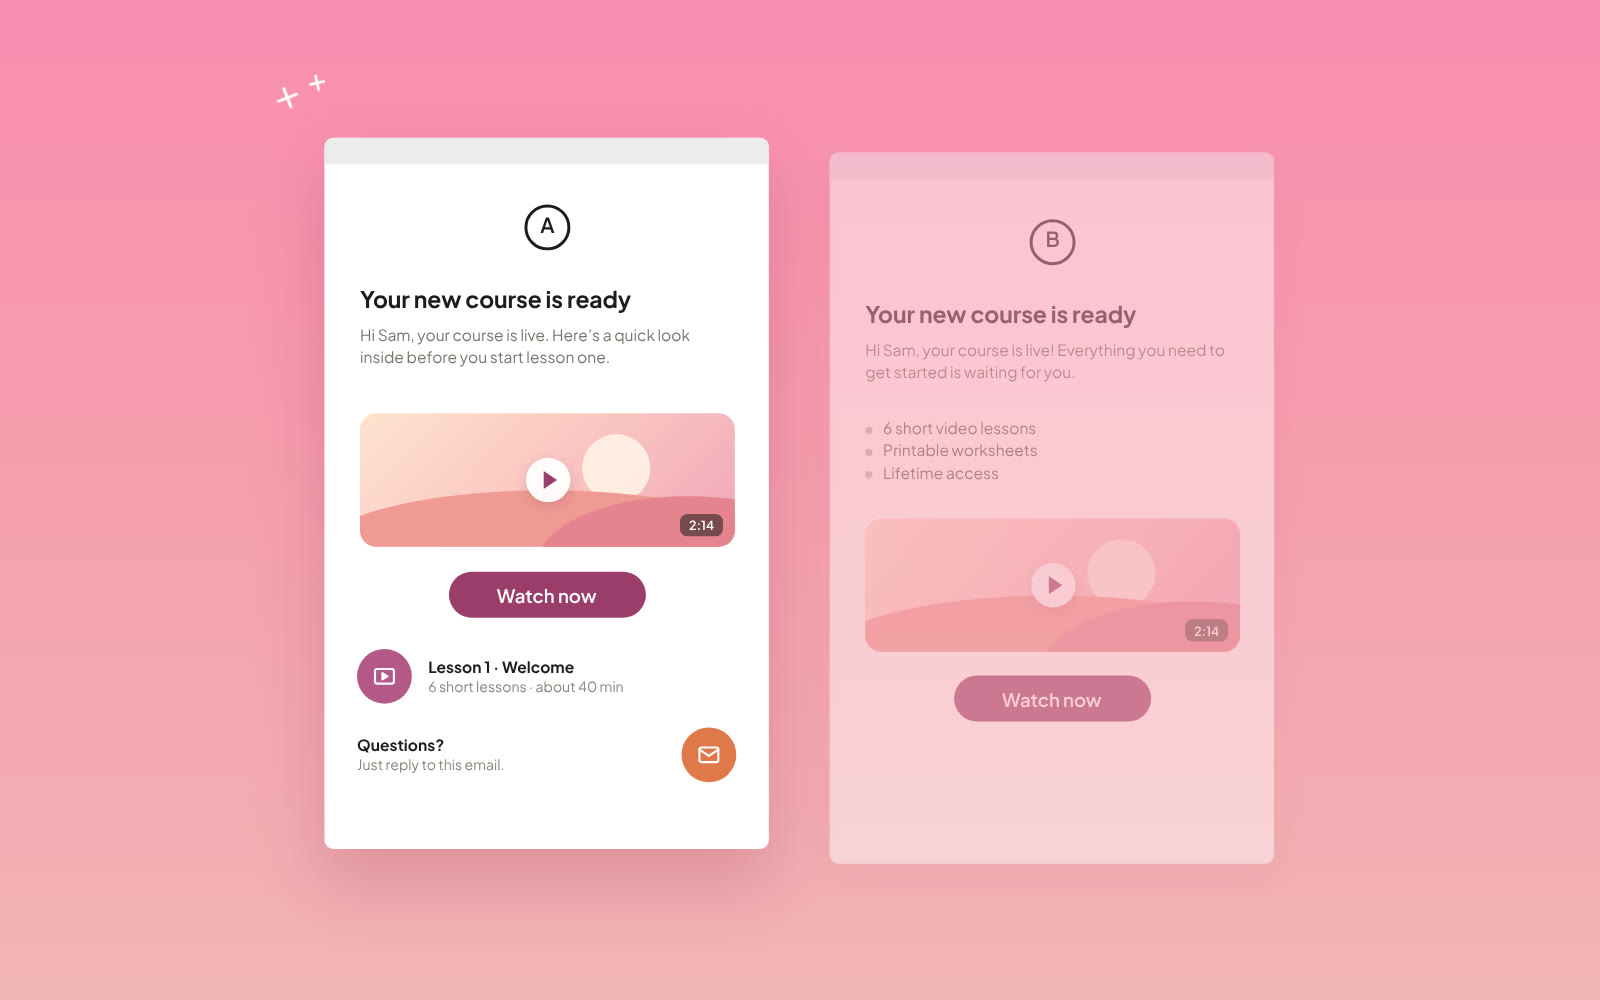 A
Your new course is ready
Hi Sam, your course is live. Here’s a quick look
inside before you start lesson one.
2:14
Watch now
Lesson 1 · Welcome
6 short lessons · about 40 min
Questions?
Just reply to this email.
B
Your new course is ready
Hi Sam, your course is live! Everything you need to
get started is waiting for you.
6 short video lessons
Printable worksheets
Lifetime access
2:14
Watch now